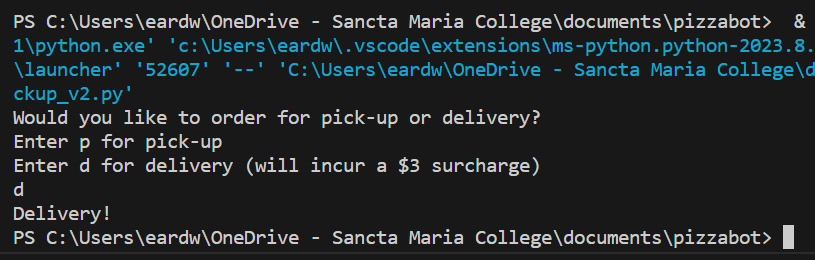 PS C:\Users\eardw\OneDrive - Sancta Maria College\documents\pizzabot>  &
1\python.exe' 'c:\Users\eardw\.vscode\extensions\ms-python.python-2023.8.
\launcher' '52607' '--' 'C:\Users\eardw\OneDrive - Sancta Maria College\d
ckup_v2.py'
Would you like to order for pick-up or delivery?
Enter p for pick-up
Enter d for delivery (will incur a $3 surcharge)
d
Delivery!
PS C:\Users\eardw\OneDrive - Sancta Maria College\documents\pizzabot>